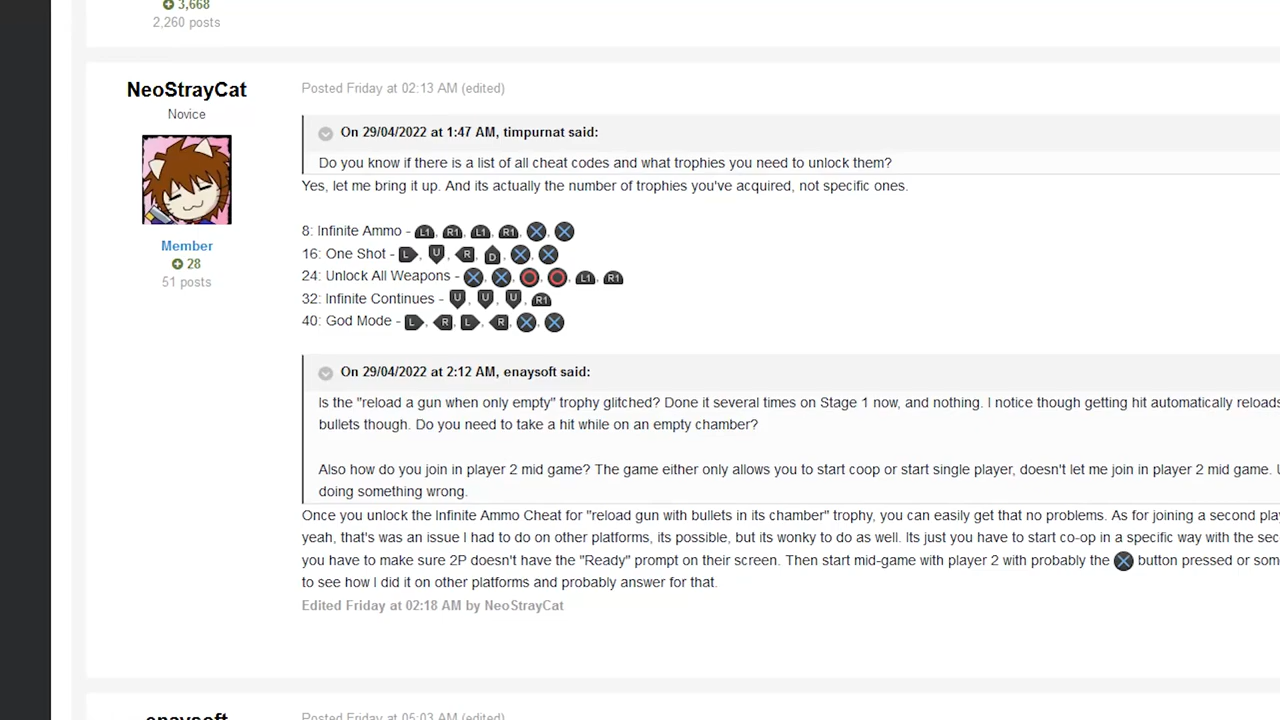 3,668
2,260 posts
NeoStrayCat
Novice
Member
28
51 posts
Posted Friday at 02:13 AM (edited)
On 29/04/2022 at 1:47 AM, timpurnat said:
Do you know if there is a list of all cheat codes and what trophies you need to unlock them?
Yes, let me bring it up. And its actually the number of trophies you've acquired, not specific ones.
8: Infinite Ammo - L1, R1, L1, R1,
16: One Shot - L, U, R, D,
24: Unlock All Weapons - L1, R1
32: Infinite Continues - U, U, U, R1
40: God Mode - L, R, L, R,
On 29/04/2022 at 2:12 AM, enaysoft said:
Is the "reload a gun when only empty" trophy glitched? Done it several times on Stage 1 now, and nothing. I notice though getting hit automatically reloads
bullets though. Do you need to take a hit while on an empty chamber?
Also how do you join in player 2 mid game? The game either only allows you to start coop or start single player, doesn't let me join in player 2 mid game. U
doing something wrong.
Once you unlock the Infinite Ammo Cheat for "reload gun with bullets in its chamber" trophy, you can easily get that no problems. As for joining a second pla
yeah, that's was an issue I had to do on other platforms, its possible, but its wonky to do as well. Its just you have to start co-op in a specific way with the sec
you have to make sure 2P doesn't have the "Ready" prompt on their screen. Then start mid-game with player 2 with probably the button pressed or som
to see how I did it on other platforms and probably answer for that.
Edited Friday at 02:18 AM by NeoStrayCat
enaysoft
Posted Friday at 05:03 AM (edited)